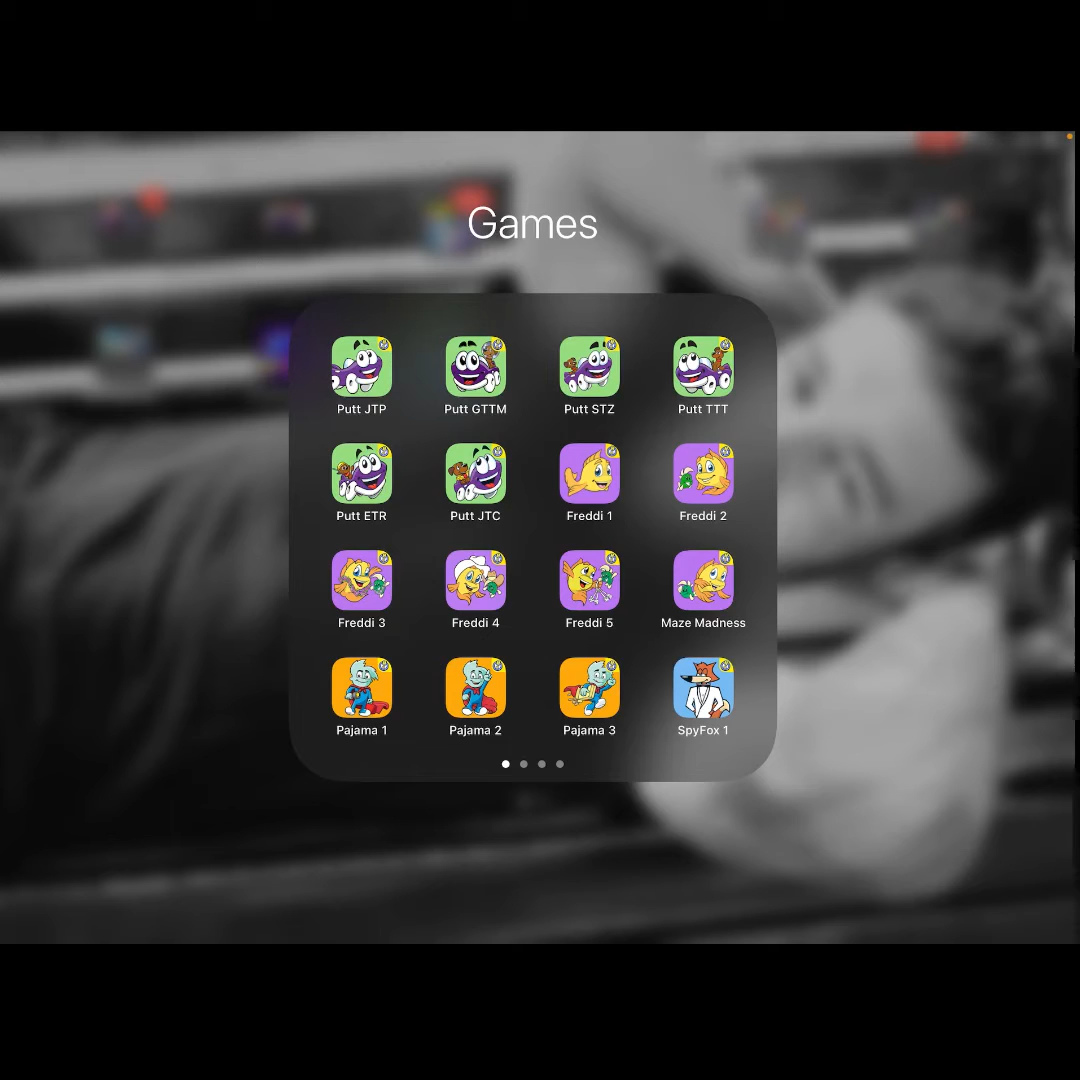 Games
Putt JTP
Putt GTTM
Putt STZ
Putt TTT
Putt ETR
Putt JTC
Freddi 1
Freddi 2
Freddi 3
Freddi 4
Freddi 5
Maze Madness
Pajama 1
Pajama 2
Pajama 3
SpyFox 1